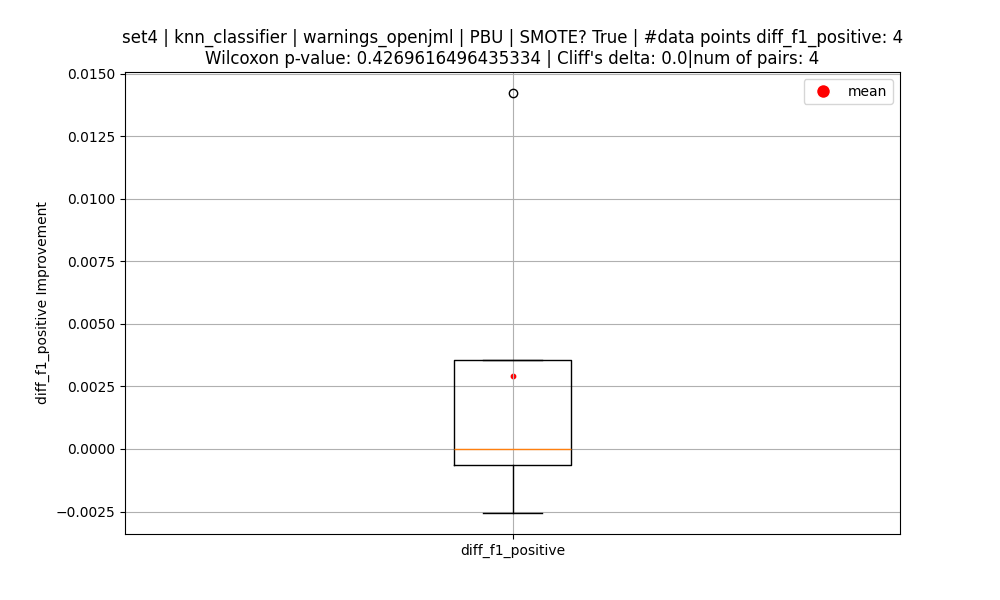 set4 | knn_classifier | warnings_openjml | PBU | SMOTE? True | #data points diff_f1_positive: 4
Wilcoxon p-value: 0.4269616496435334 | Cliff's delta: 0.0|num of pairs: 4
mean
0.0150
0.0125
0.0100
0.0075
0.0050
0.0025
0.0000
−0.0025
diff_f1_positive Improvement
diff_f1_positive